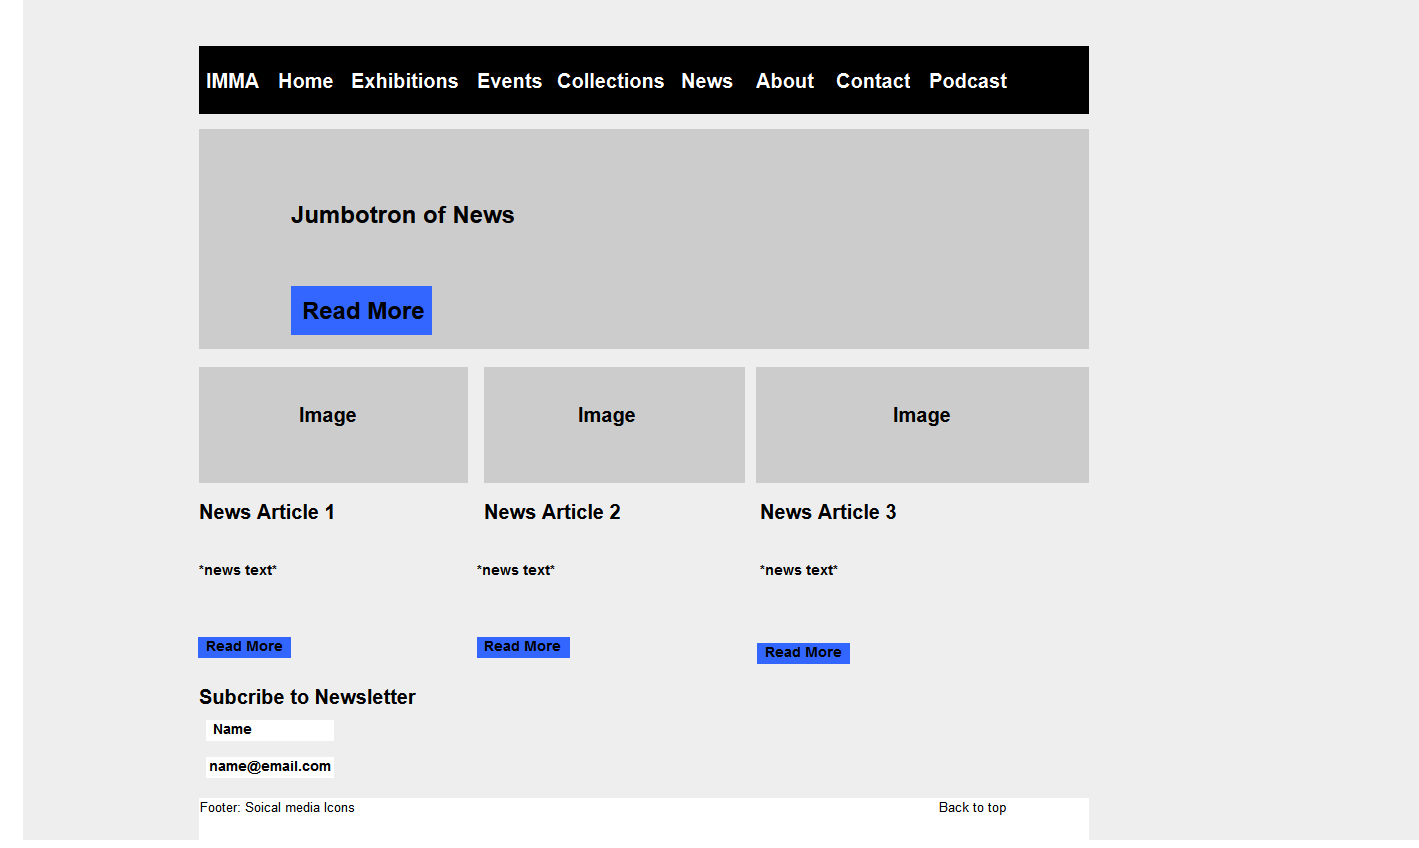 IMMA Home Exhibitions Events Collections News About Contact Podcast
Jumbotron of News
Read More
Image Image Image
News Article 1 News Article 2 News Article 3
*news text* *news text* *news text*
Read More Read More Read More
Subcribe to Newsletter
Name
name@email.com
Footer: Soical media Icons Back to top